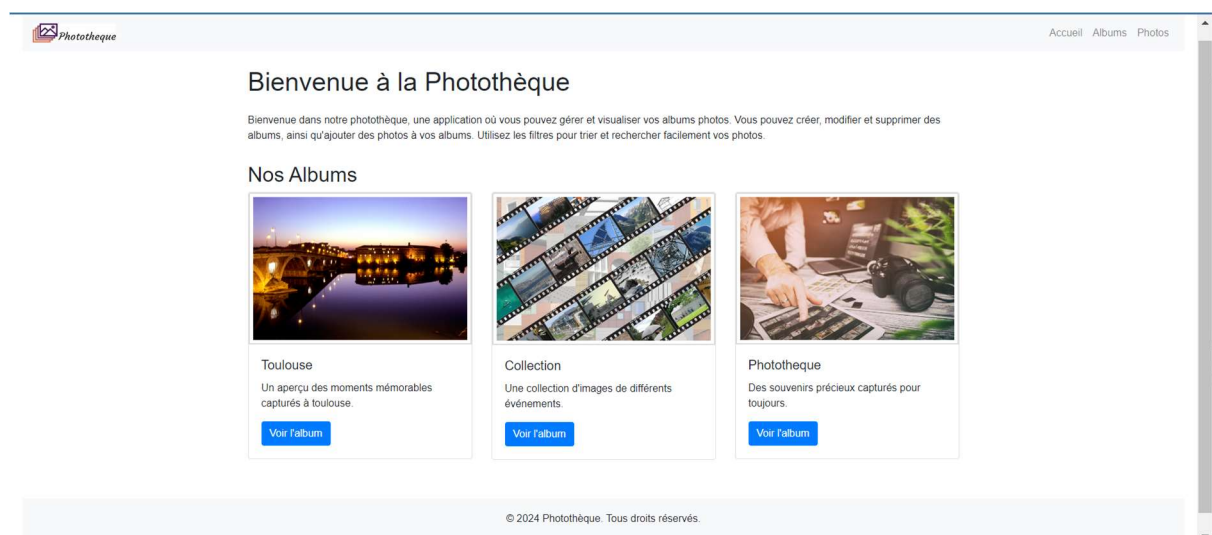 Phototheque
Accueil Albums Photos
Bienvenue à la Photothèque
Bienvenue dans notre photothèque, une application où vous pouvez gérer et visualiser vos albums photos. Vous pouvez créer, modifier et supprimer des
albums, ainsi qu'ajouter des photos à vos albums. Utilisez les filtres pour trier et rechercher facilement vos photos.
Nos Albums
Toulouse
Un aperçu des moments mémorables
capturés à toulouse.
Voir l'album
Collection
Une collection d'images de différents
événements.
Voir l'album
Phototheque
Des souvenirs précieux capturés pour
toujours.
Voir l'album
© 2024 Photothèque. Tous droits réservés.